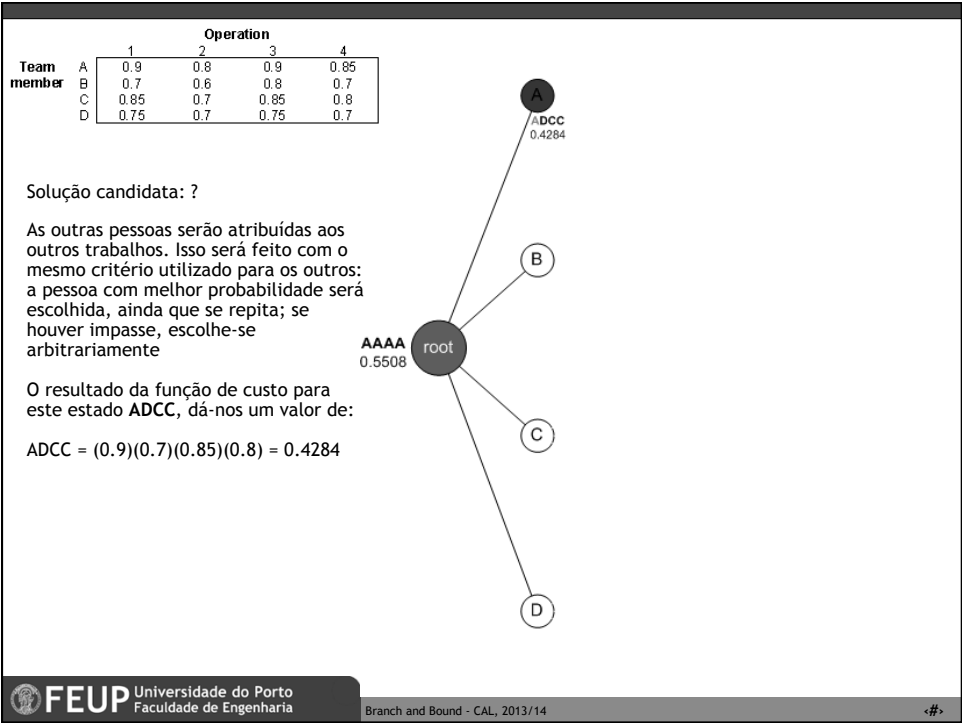 Operation
1 2 3 4
Team member
A 0.9 0.8 0.9 0.85
B 0.7 0.6 0.8 0.7
C 0.85 0.7 0.85 0.8
D 0.75 0.7 0.75 0.7
Solução candidata: ?
As outras pessoas serão atribuídas aos
outros trabalhos. Isso será feito com o
mesmo critério utilizado para os outros:
a pessoa com melhor probabilidade será
escolhida, ainda que se repita; se
houver impasse, escolhe-se
arbitrariamente
O resultado da função de custo para
este estado ADCC, dá-nos um valor de:
ADCC = (0.9)(0.7)(0.85)(0.8) = 0.4284
A
ADCC
0.4284
B
AAAA
0.5508
root
C
D
FEUP Universidade do Porto
Faculdade de Engenharia
Branch and Bound - CAL, 2013/14
‹#›